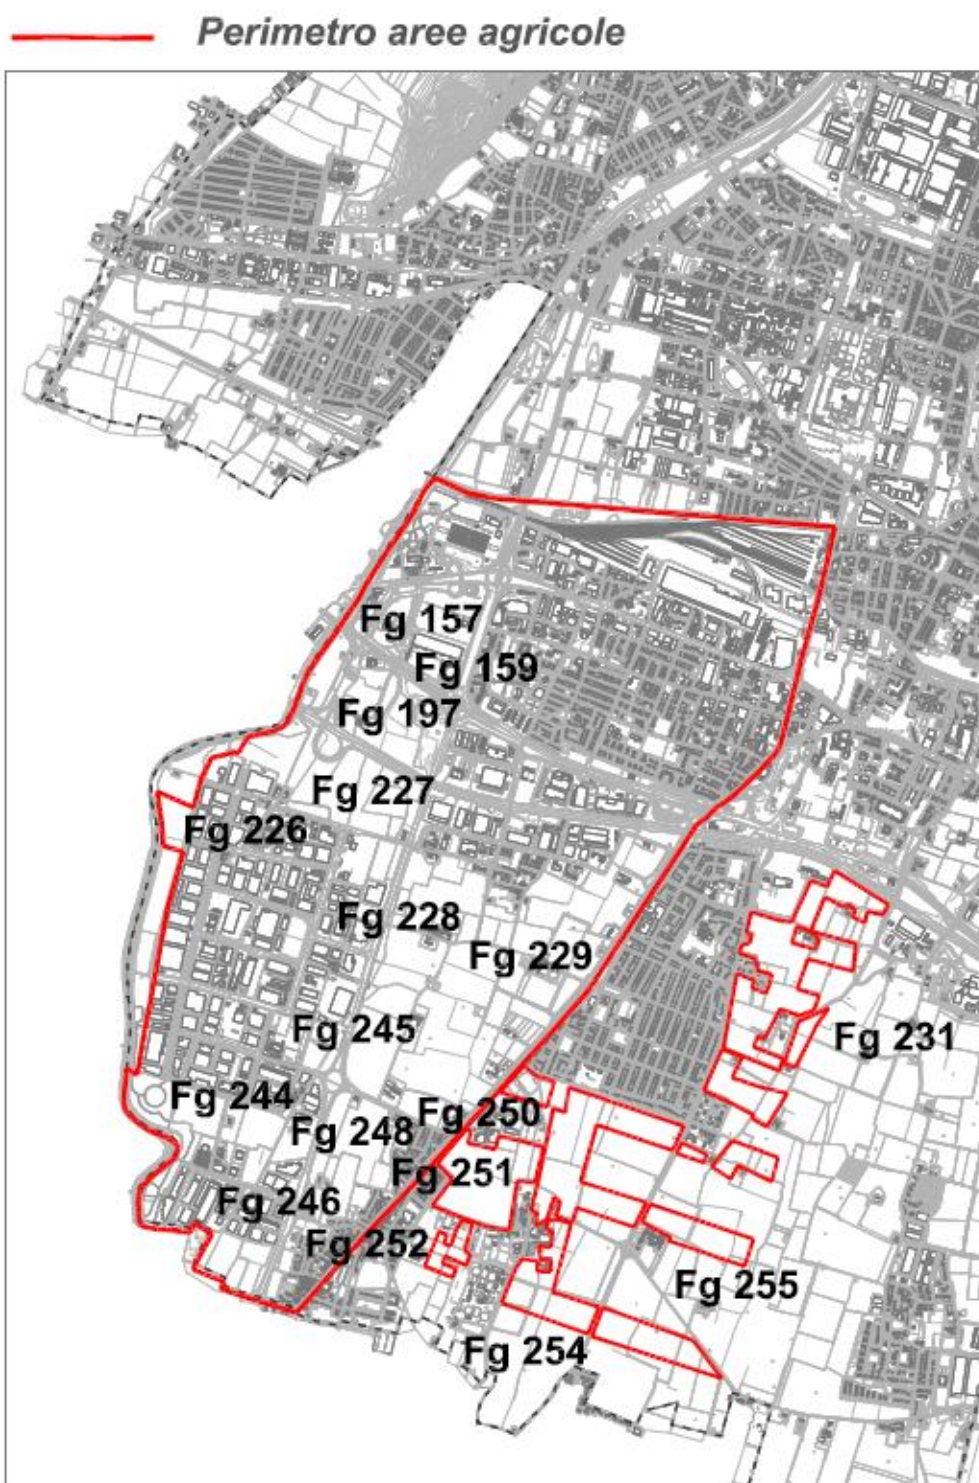 Perimetro aree agricole
Fg 157
Fg 159
Fg 197
Fg 227
Fg 226
Fg 228
Fg 229
Fg 245
Fg 231
Fg 244
Fg 250
Fg 248
Fg 251
Fg 246
Fg 252
Fg 255
Fg 254